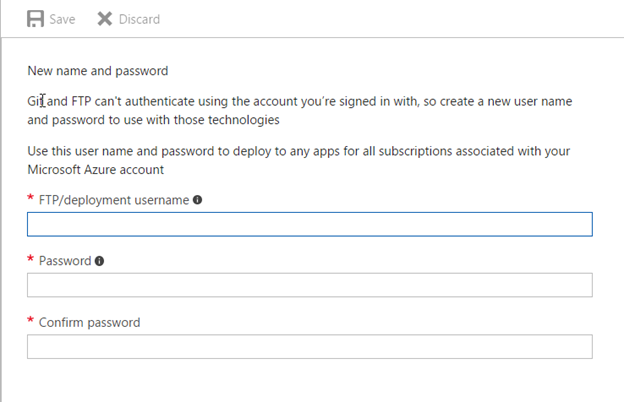 Save Discard
New name and password
Git and FTP can't authenticate using the account you're signed in with, so create a new user name
and password to use with those technologies
Use this user name and password to deploy to any apps for all subscriptions associated with your
Microsoft Azure account
* FTP/deployment username
* Password
* Confirm password